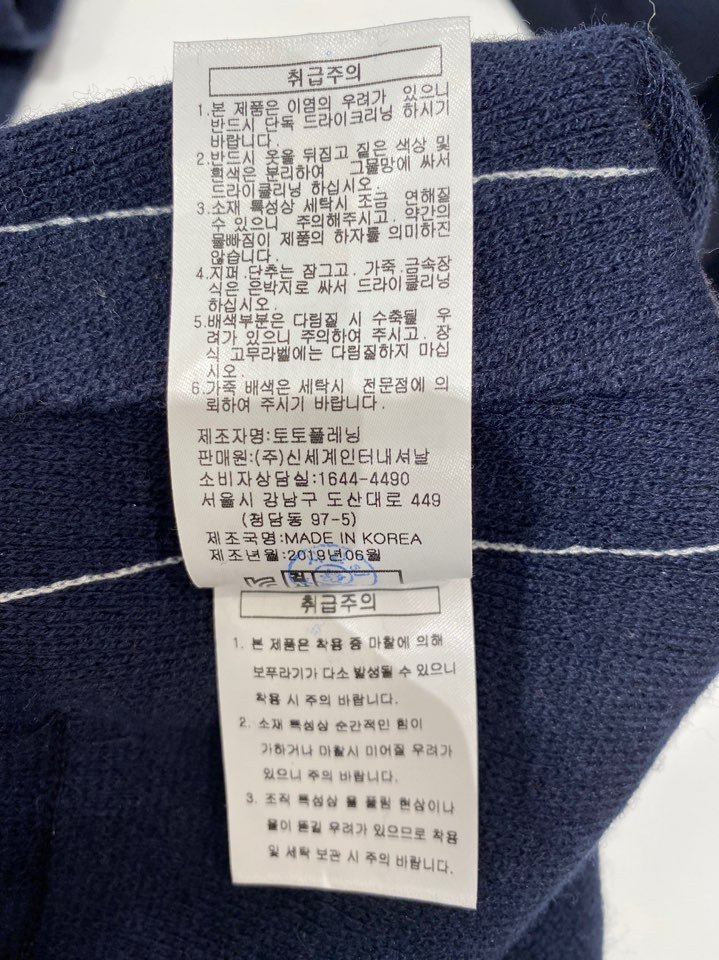 취급주의
1.본 제품은 이염의 우려가 있으니
반드시 단독 드라이크리닝 하시기
바랍니다.
2.반드시 옷을 뒤집고 짙은 색상 및
흰색은 분리하여 그물망에 싸서
드라이클리닝 하십시오.
3.소재 특성상 세탁시 조금 연해질
수 있으니 주의해주시고. 약간의
물빠짐이 제품의 하자를 의미하진
않습니다.
4.지퍼.단추는 잠그고. 가죽.금속장
식은 은박지로 싸서 드라이클리닝
하십시오.
5.배색부분은 다림질 시 수축될 우
려가 있으니 주의하여 주시고. 장
식 고무라벨에는 다림질하지 마십
시오.
6.가죽 배색은 세탁시 전문점에 의
뢰하여 주시기 바랍니다.
제조자명:토토플레닝
판매원:(주)신세계인터내셔날
소비자상담실:1644-4490
서울시 강남구 도산대로 449
(청담동 97-5)
제조국명:MADE IN KOREA
제조년월:2019년06월
취급주의
1. 본 제품은 착용 중 마찰에 의해
보푸라기가 다소 발생될 수 있으니
착용 시 주의 바랍니다.
2. 소재 특성상 순간적인 힘이
가하거나 마찰시 미어질 우려가
있으니 주의 바랍니다.
3. 조직 특성상 올 풀림 현상이나
올이 뜯길 우려가 있으므로 착용
및 세탁 보관 시 주의 바랍니다.